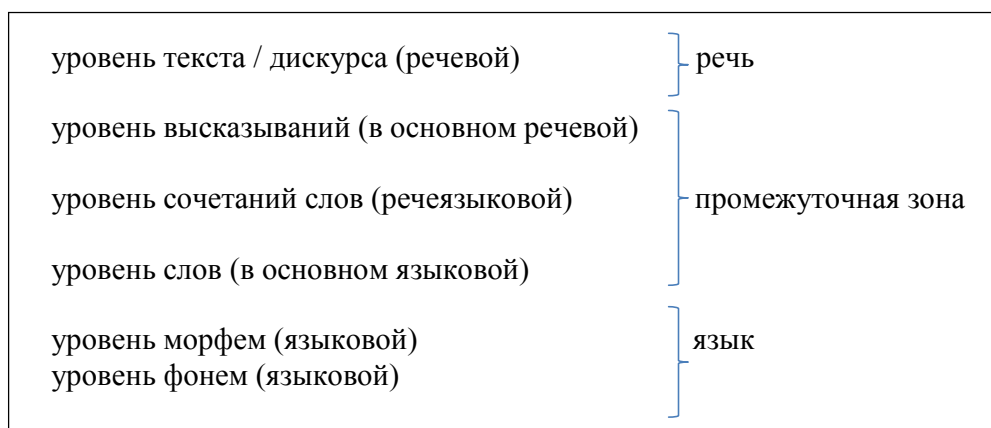 уровень текста / дискурса (речевой) речь
уровень высказываний (в основном речевой)
уровень сочетаний слов (речеязыковой) промежуточная зона
уровень слов (в основном языковой)
уровень морфем (языковой) язык
уровень фонем (языковой)